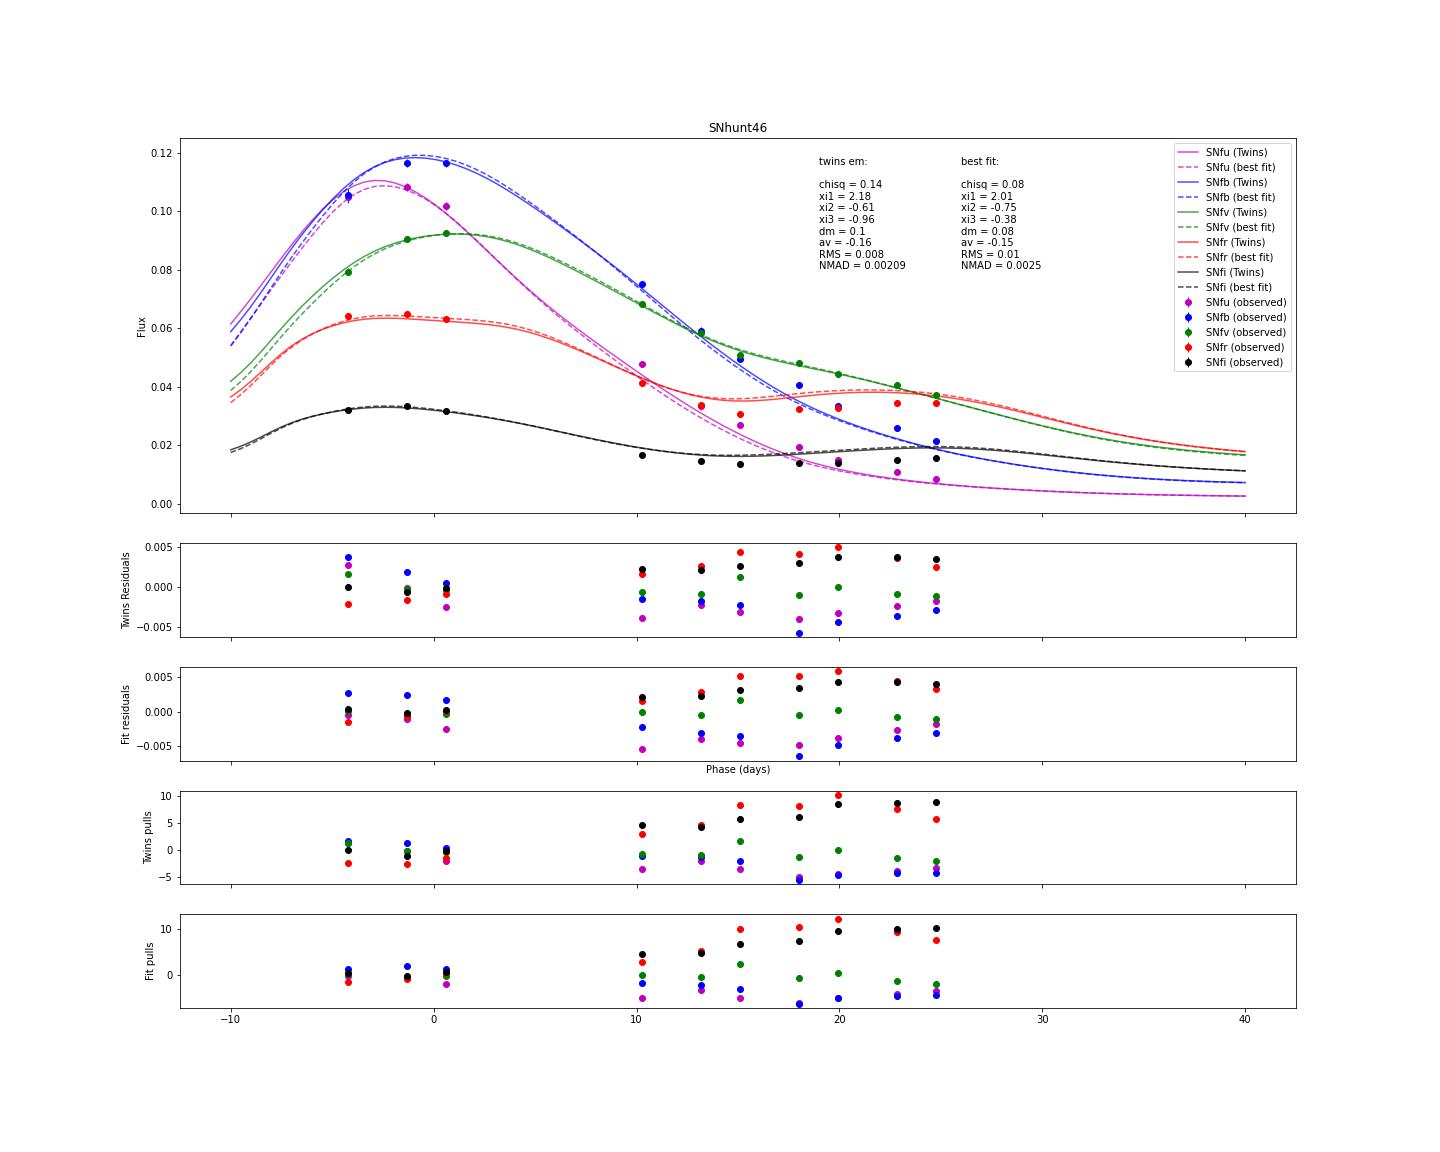 SNhunt46
Flux
0.12
0.10
0.08
0.06
0.04
0.02
0.00
twins em:
chisq = 0.14
xi1 = 2.18
xi2 = -0.61
xi3 = -0.96
dm = 0.1
av = -0.16
RMS = 0.008
NMAD = 0.00209
best fit:
chisq = 0.08
xi1 = 2.01
xi2 = -0.75
xi3 = -0.38
dm = 0.08
av = -0.15
RMS = 0.01
NMAD = 0.0025
SNfu (Twins)
SNfu (best fit)
SNfb (Twins)
SNfb (best fit)
SNfv (Twins)
SNfv (best fit)
SNfr (Twins)
SNfr (best fit)
SNfi (Twins)
SNfi (best fit)
SNfu (observed)
SNfb (observed)
SNfv (observed)
SNfr (observed)
SNfi (observed)
Twins Residuals
0.005
0.000
−0.005
Fit residuals
0.005
0.000
−0.005
Phase (days)
Twins pulls
10
5
0
−5
Fit pulls
10
0
−10 0 10 20 30 40